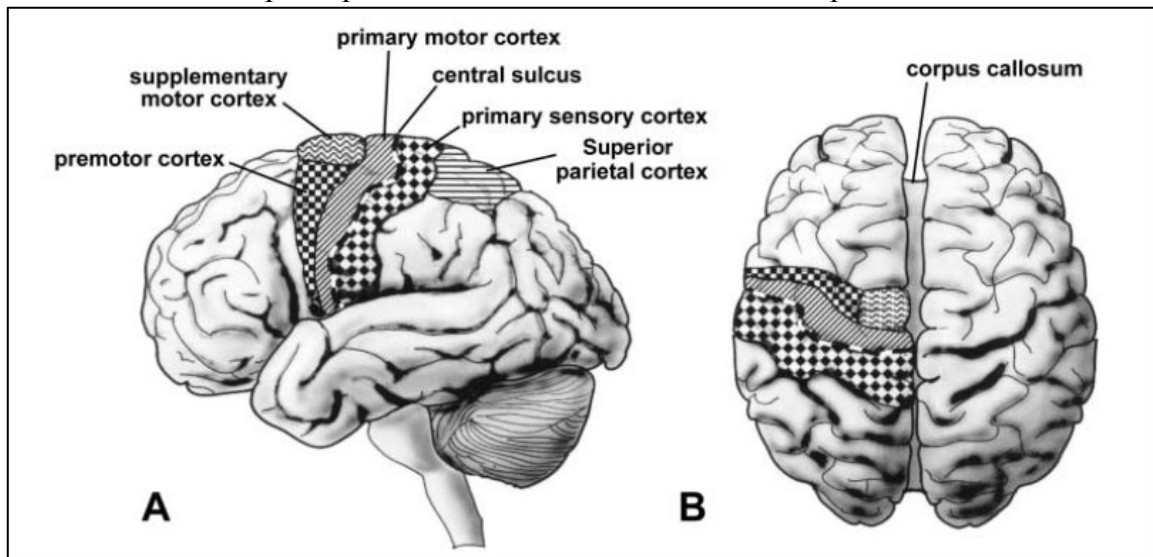 primary motor cortex
supplementary
motor cortex
central sulcus
primary sensory cortex
premotor cortex
Superior
parietal cortex
corpus callosum
A
B